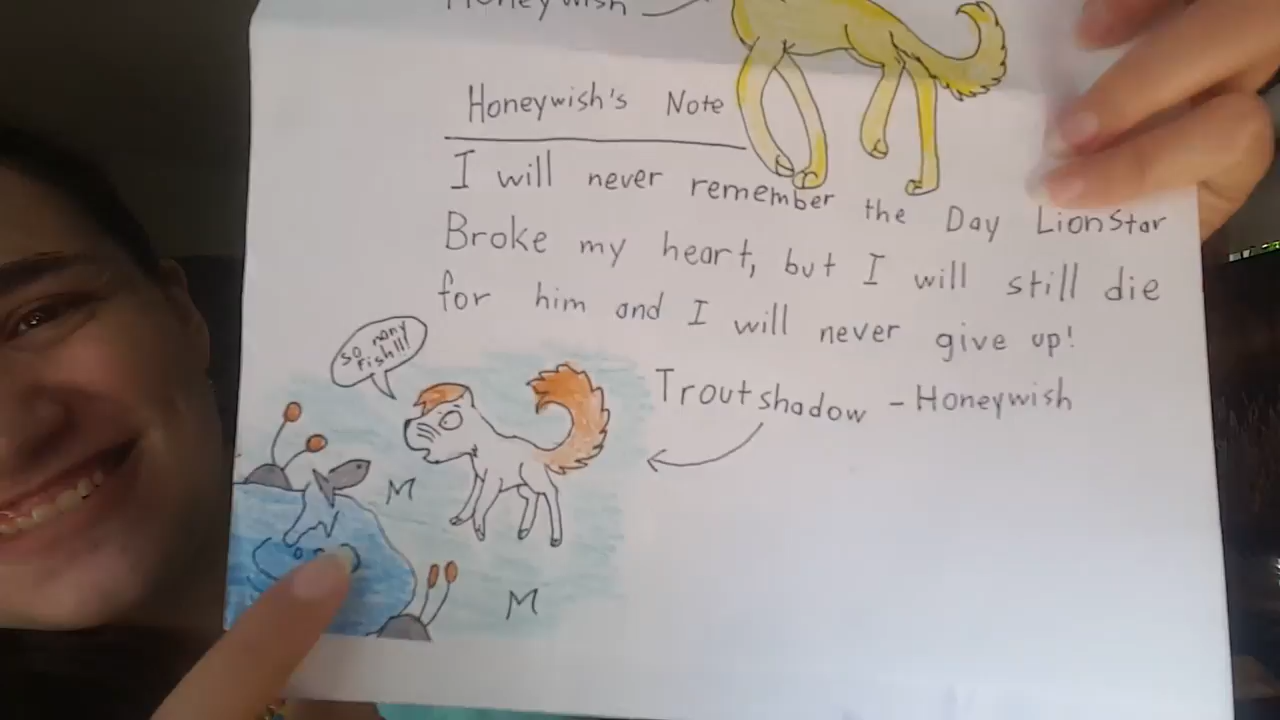 Honeywish
Honeywish's Note
I will never remember the Day LionStar
Broke my heart, but I will still die
for him and I will never give up!
Troutshadow - Honeywish
so many
fish!!!